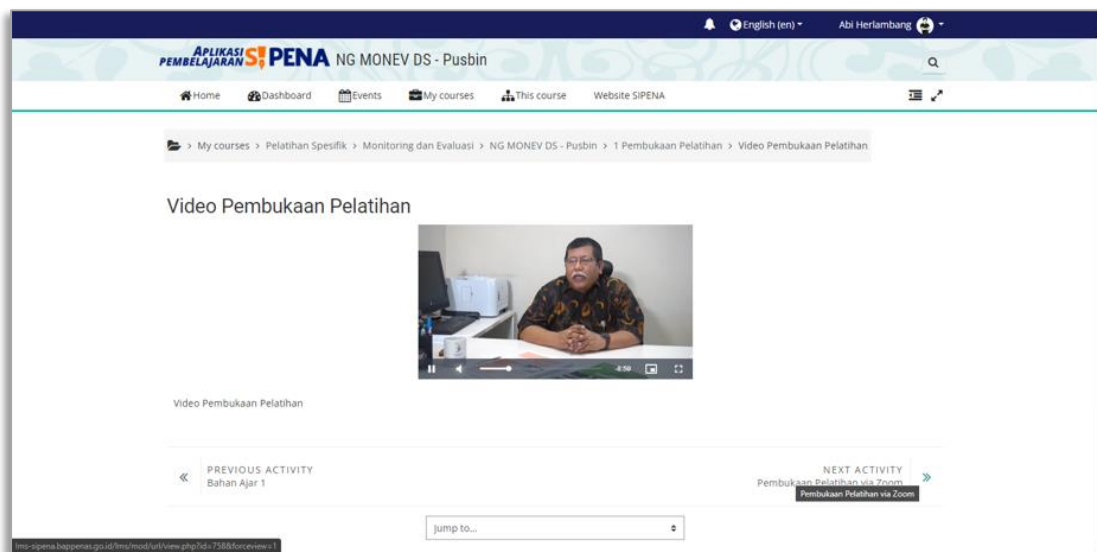 English (en)
Abi Herlambang
APLIKASI PEMBELAJARAN SIPENA NG MONEV DS - Pusbin
Home Dashboard Events My courses This course Website SIPENA
> My courses > Pelatihan Spesifik > Monitoring dan Evaluasi > NG MONEV DS - Pusbin > 1 Pembukaan Pelatihan > Video Pembukaan Pelatihan
Video Pembukaan Pelatihan
-8:59
Video Pembukaan Pelatihan
PREVIOUS ACTIVITY
Bahan Ajar 1
NEXT ACTIVITY
Pembukaan Pelatihan via Zoom
Pembukaan Pelatihan via Zoom
Jump to...
lms-sipena.bappenas.go.id/lms/mod/url/view.php?id=758&forceview=1